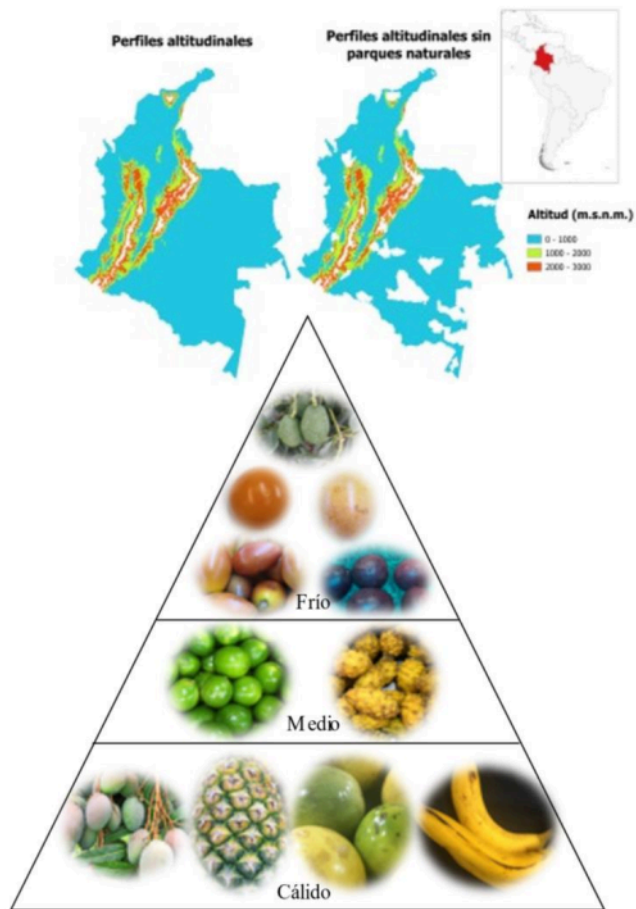 Perfiles altitudinales
Perfiles altitudinales sin
parques naturales
Altitud (m.s.n.m.)
0 - 1000
1000 - 2000
2000 - 3000
Frío
Medio
Cálido